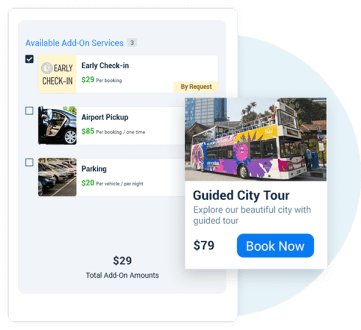 Available Add-On Services 3
EARLY
CHECK-IN
Early Check-in
$29 Per booking
By Request
Airport Pickup
$85 Per booking / one time
Parking
$20 Per vehicle / per night
$29
Total Add-On Amounts
Guided City Tour
Explore our beautiful city with
guided tour
$79
Book Now